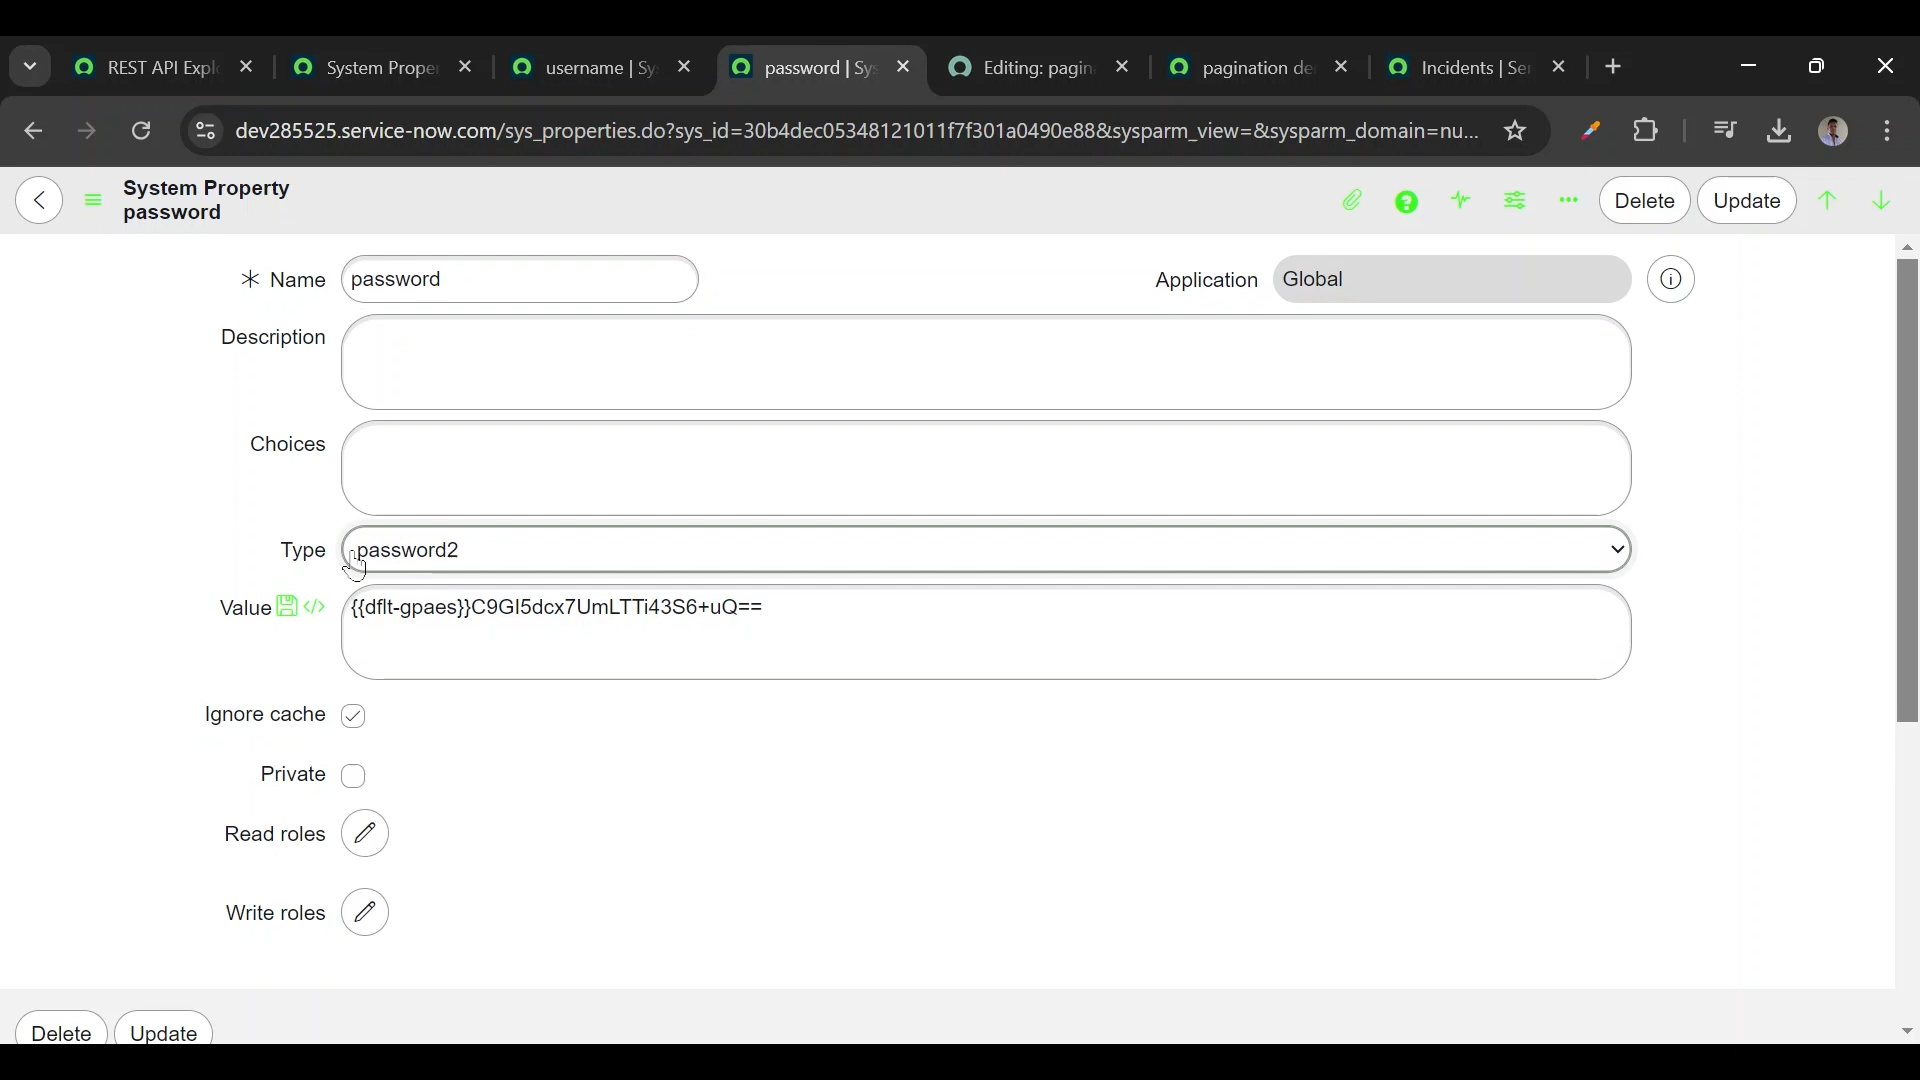 REST API Expl
System Prope
username | Sy
password | Sys
Editing: pagin
pagination de
Incidents | Ser
dev285525.service-now.com/sys_properties.do?sys_id=30b4dec05348121011f7f301a0490e88&sysparm_view=&sysparm_domain=nu...
System Property
password
Delete
Update
Name
password
Application
Global
Description
Choices
Type
password2
Value
{{dflt-gpaes}}C9GI5dcx7UmLTTi43S6+uQ==
Ignore cache
Private
Read roles
Write roles
Delete
Update